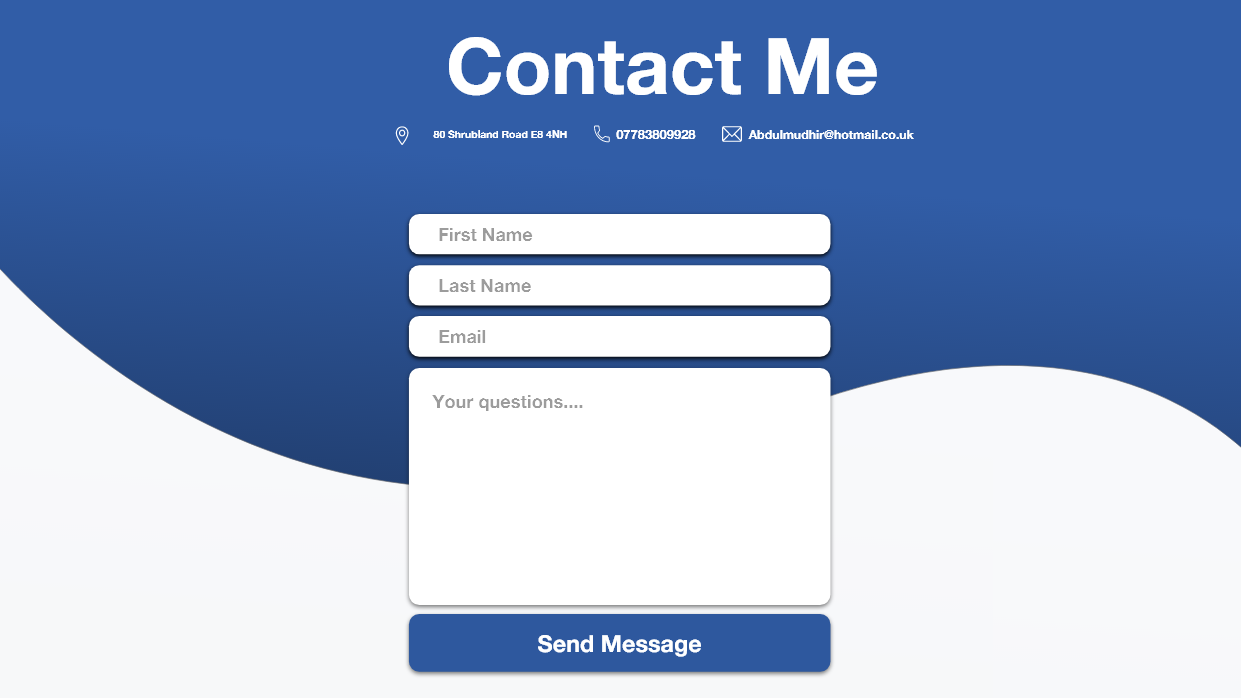 Contact Me
80 Shrubland Road E8 4NH 07783809928 Abdulmudhir@hotmail.co.uk
First Name
Last Name
Email
Your questions....
Send Message